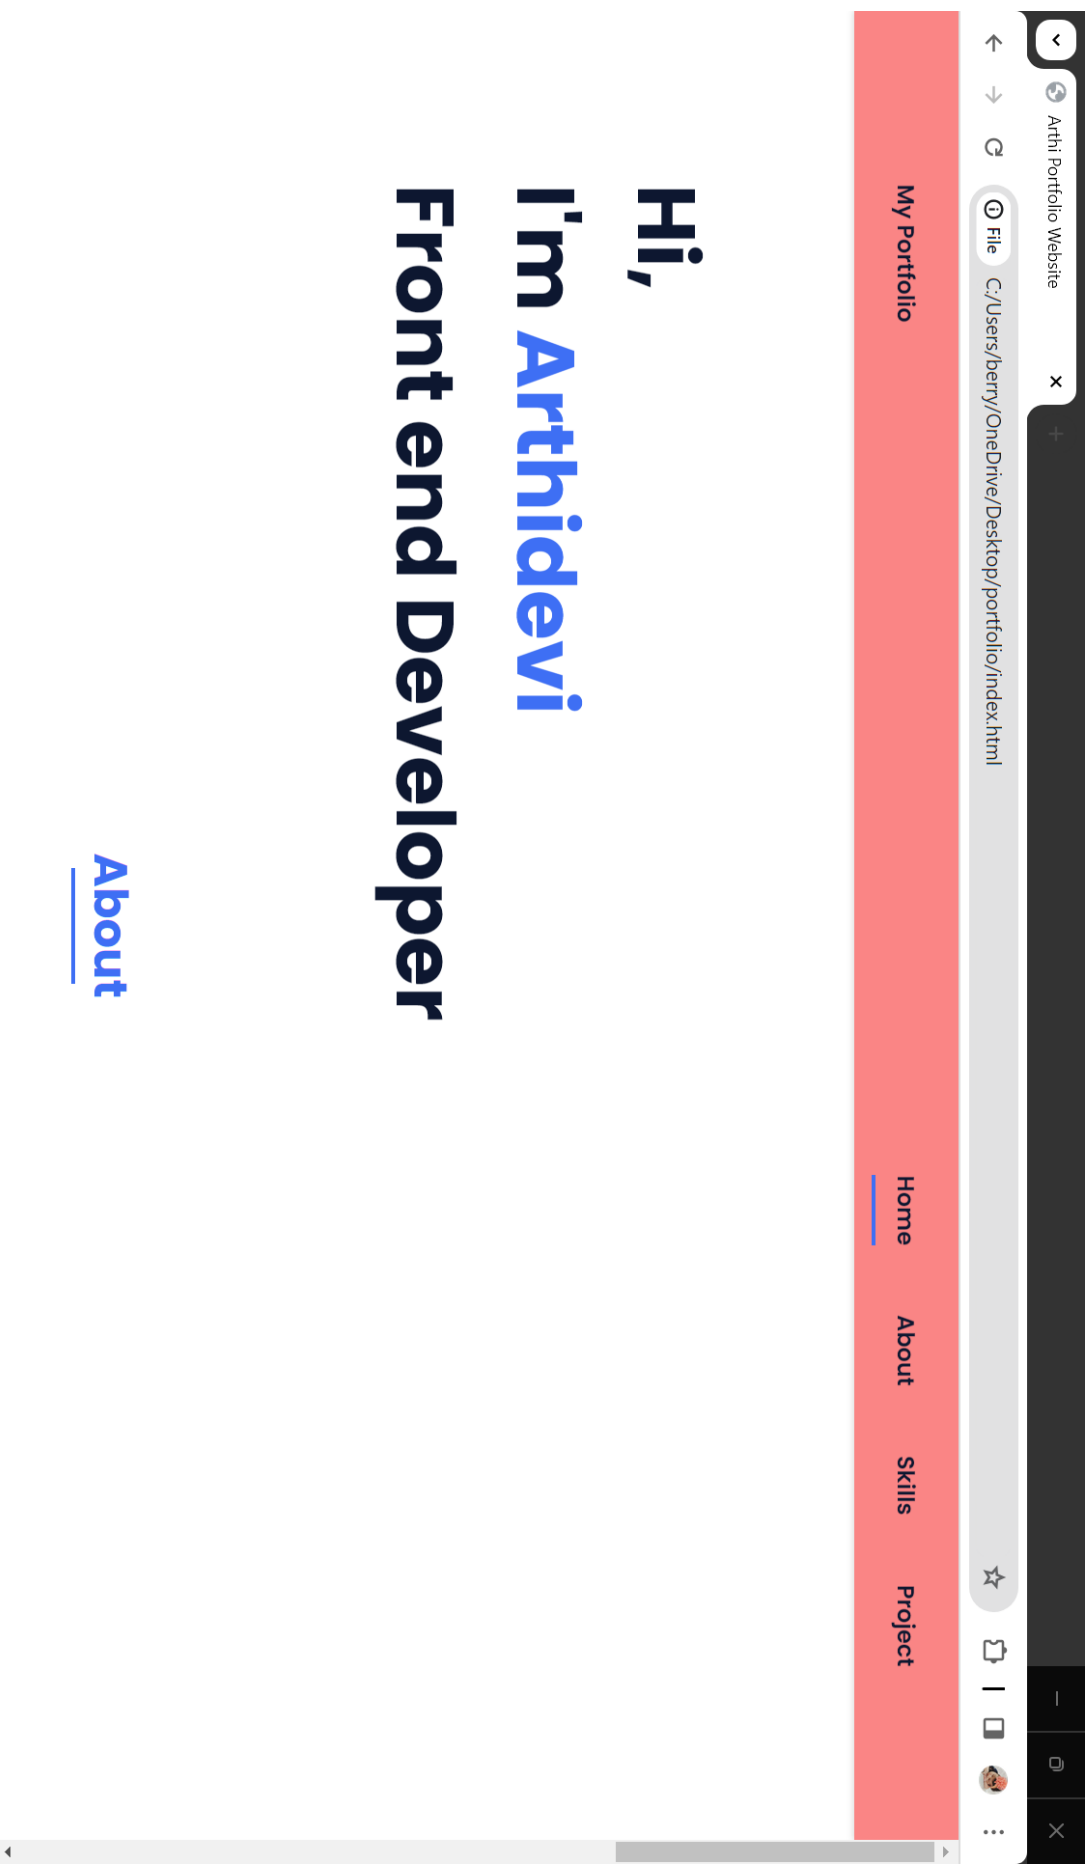 Arthi Portfolio Website
File C:/Users/berry/OneDrive/Desktop/portfolio/index.html
My Portfolio Home About Skills Project
Hi,
I'm Arthidevi
Front end Developer
About